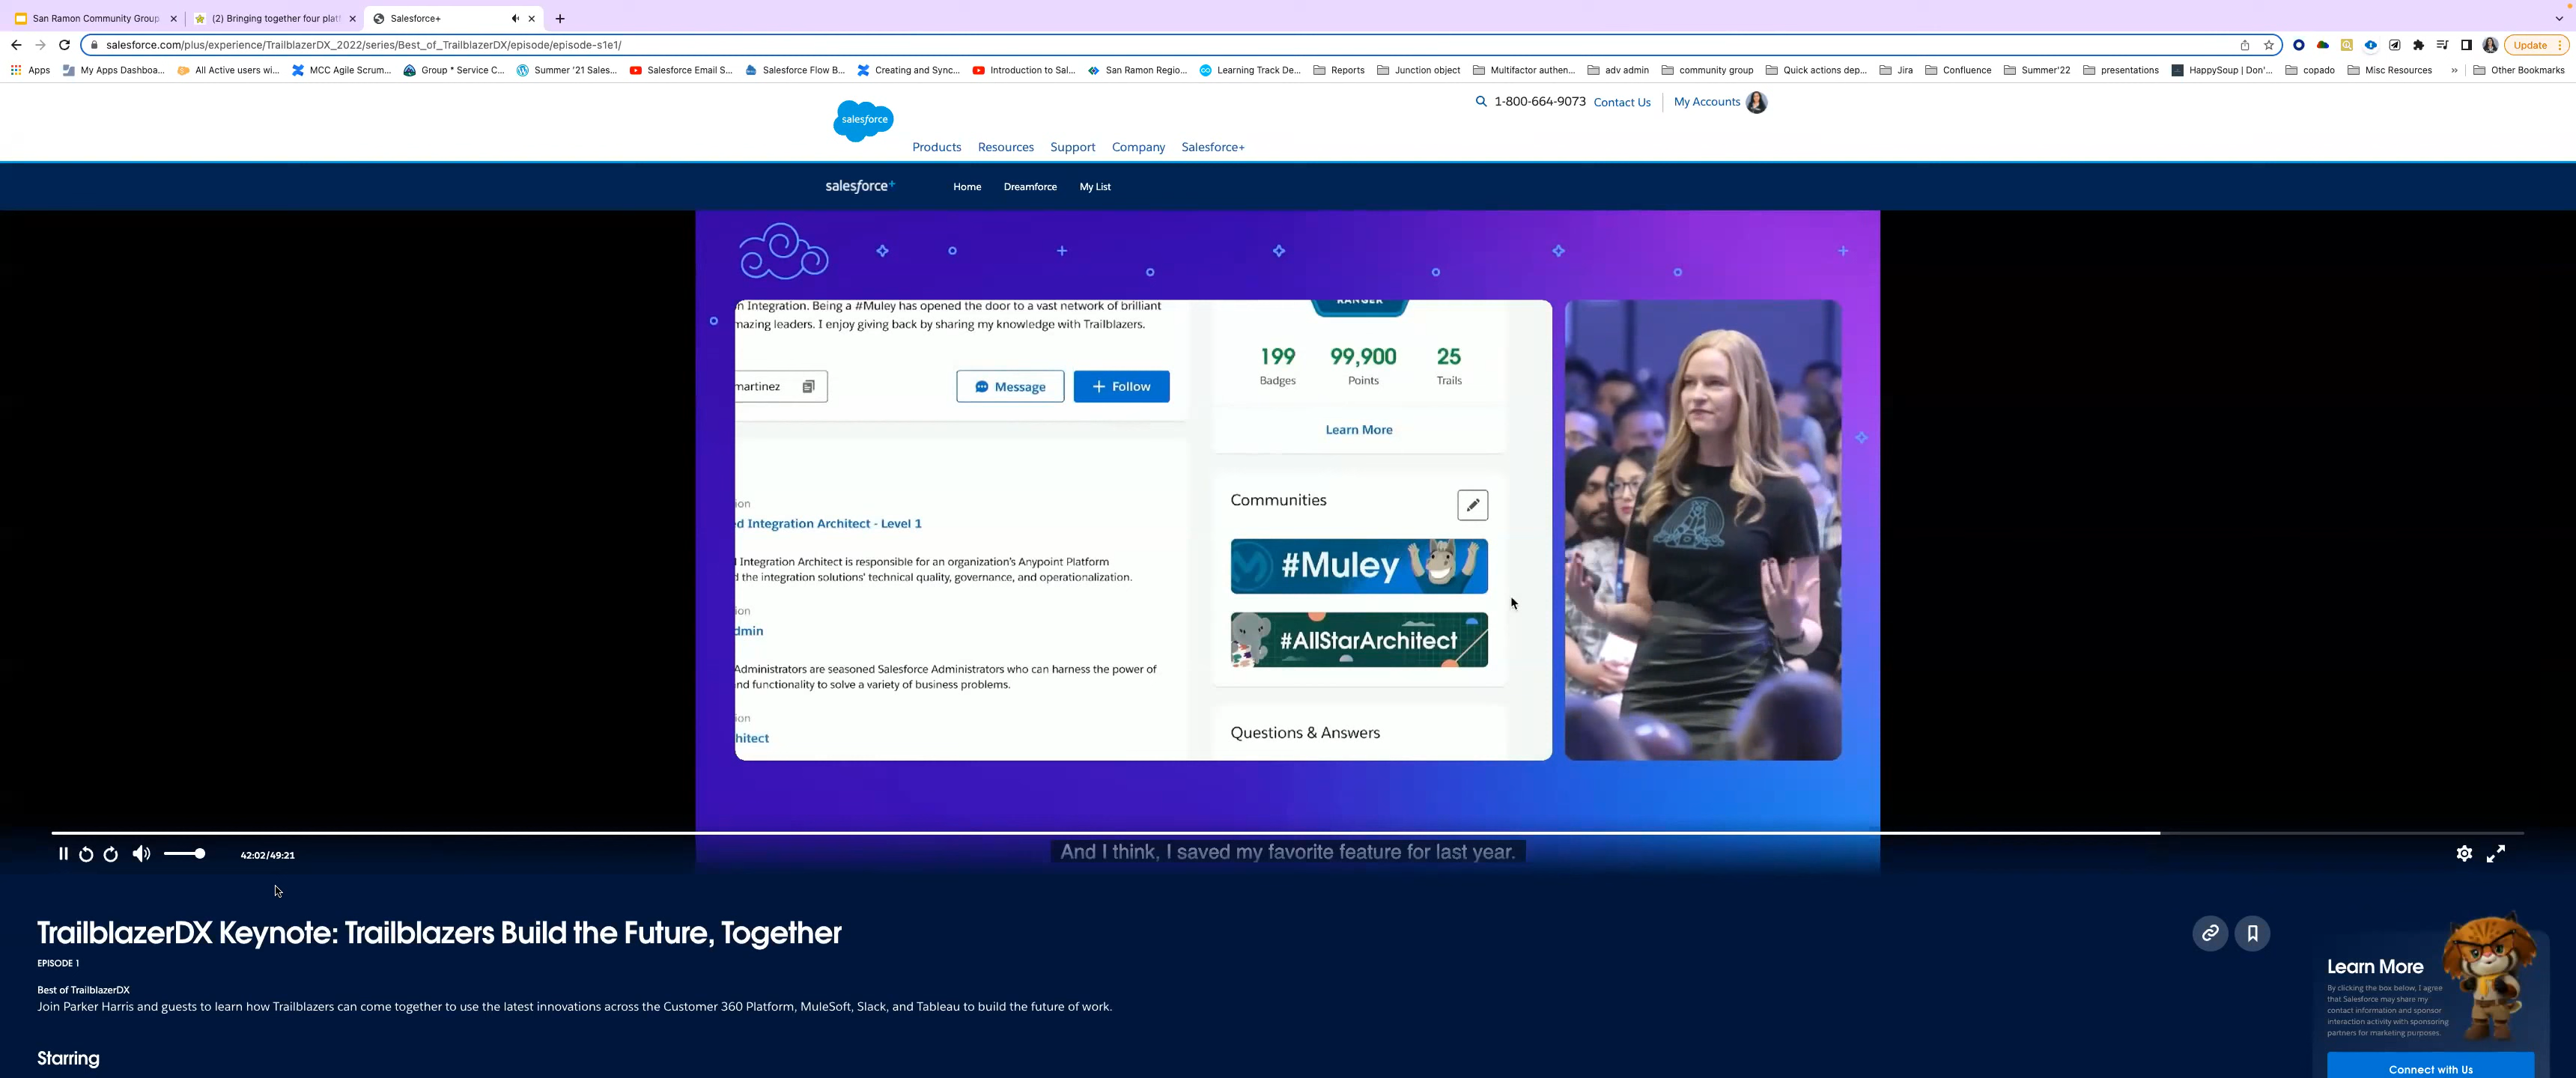 San Ramon Community Group
(2) Bringing together four platf
Salesforce+
salesforce.com/plus/experience/TrailblazerDX_2022/series/Best_of_TrailblazerDX/episode/episode-s1e1/
Update
Apps
My Apps Dashboa...
All Active users wi...
MCC Agile Scrum...
Group * Service C...
Summer '21 Sales...
Salesforce Email S...
Salesforce Flow B...
Creating and Sync...
Introduction to Sal...
San Ramon Regio...
Learning Track De...
Reports
Junction object
Multifactor authen...
adv admin
community group
Quick actions dep...
Jira
Confluence
Summer'22
presentations
HappySoup | Don'...
copado
Misc Resources
»
Other Bookmarks
salesforce
1-800-664-9073
Contact Us
My Accounts
Products
Resources
Support
Company
Salesforce+
salesforce+
Home
Dreamforce
My List
n Integration. Being a #Muley has opened the door to a vast network of brilliant
mazing leaders. I enjoy giving back by sharing my knowledge with Trailblazers.
martinez
Message
+ Follow
RANGER
199
99,900
25
Badges
Points
Trails
Learn More
ion
d Integration Architect - Level 1
Integration Architect is responsible for an organization's Anypoint Platform
d the integration solutions' technical quality, governance, and operationalization.
ion
dmin
Administrators are seasoned Salesforce Administrators who can harness the power of
nd functionality to solve a variety of business problems.
ion
hitect
Communities
#Muley
#AllStarArchitect
Questions & Answers
And I think, I saved my favorite feature for last year.
42:02/49:21
TrailblazerDX Keynote: Trailblazers Build the Future, Together
EPISODE 1
Best of TrailblazerDX
Join Parker Harris and guests to learn how Trailblazers can come together to use the latest innovations across the Customer 360 Platform, MuleSoft, Slack, and Tableau to build the future of work.
Starring
Learn More
By clicking the box below, I agree
that Salesforce may share my
contact information and sponsor
interaction activity with sponsoring
partners for marketing purposes.
Connect with Us